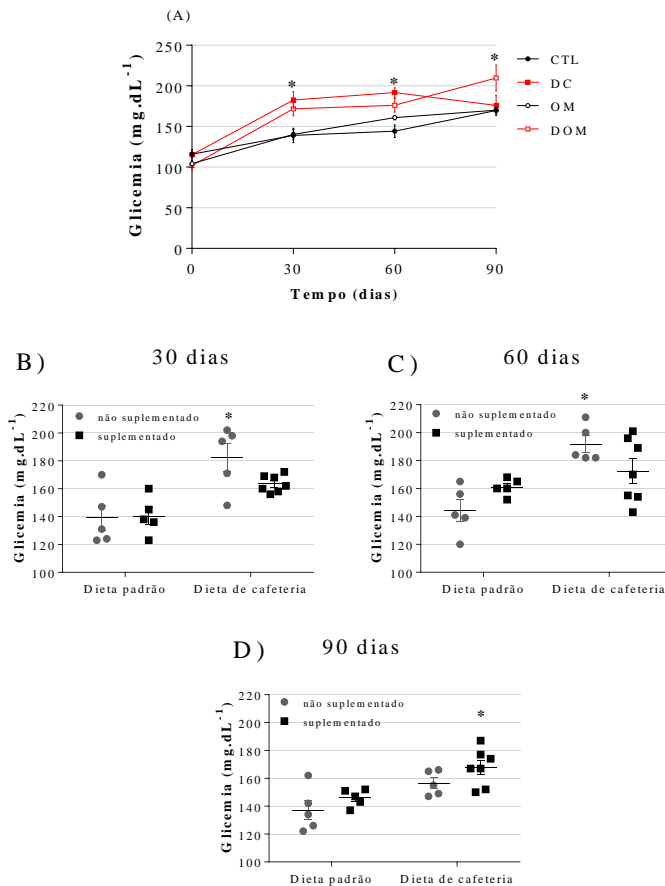 (A)
Glicemia (mg.dL⁻¹)
250
200
150
100
50
0
* * *
0 30 60 90
Tempo (dias)
CTL
DC
OM
DOM
B) 30 dias
Glicemia (mg.dL⁻¹)
220
200
180
160
140
120
100
não suplementado
suplementado
*
Dieta padrão Dieta de cafeteria
C) 60 dias
Glicemia (mg.dL⁻¹)
220
200
180
160
140
120
100
não suplementado
suplementado
*
Dieta padrão Dieta de cafeteria
D) 90 dias
Glicemia (mg.dL⁻¹)
220
200
180
160
140
120
100
não suplementado
suplementado
*
Dieta padrão Dieta de cafeteria